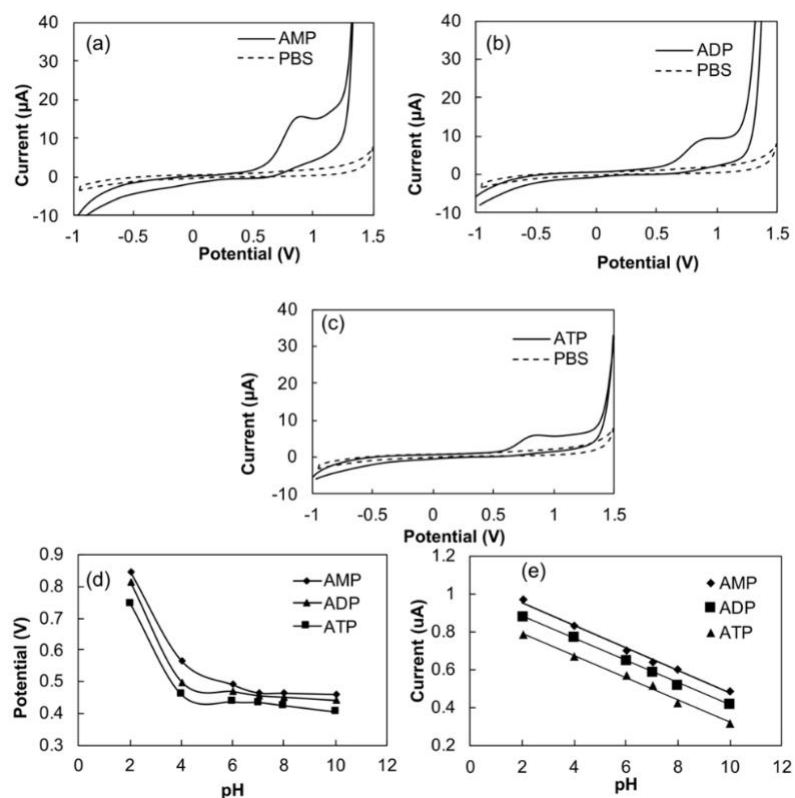 (a)
AMP
PBS
40
30
20
10
0
-10
Current (µA)
-1
-0.5
0
0.5
1
1.5
Potential (V)
(b)
ADP
PBS
40
30
20
10
0
-10
Current (µA)
-1
-0.5
0
0.5
1
1.5
Potential (V)
(c)
ATP
PBS
40
30
20
10
0
-10
Current (µA)
-1
-0.5
0
0.5
1
1.5
Potential (V)
(d)
AMP
ADP
ATP
0.9
0.8
0.7
0.6
0.5
0.4
0.3
Potential (V)
0
2
4
6
8
10
12
pH
(e)
AMP
ADP
ATP
1.2
1
0.8
0.6
0.4
0.2
Current (uA)
0
2
4
6
8
10
12
pH